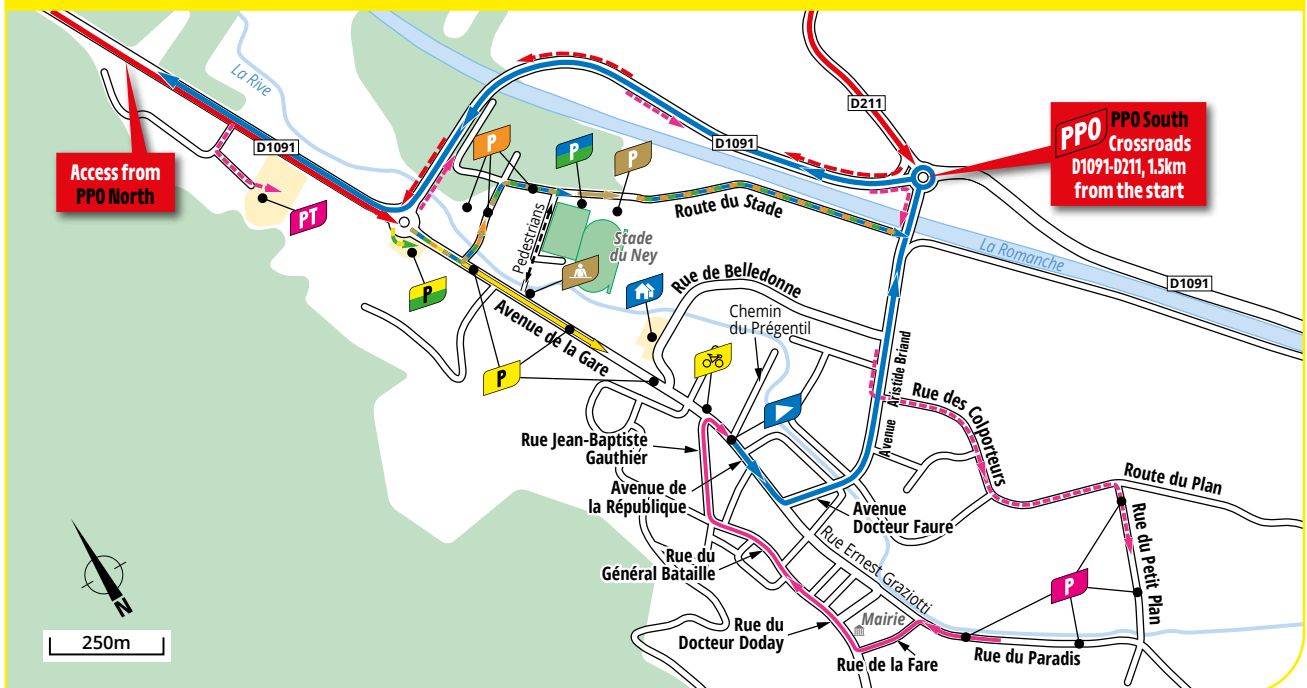 La Rive
D211
D1091
D1091
PPO
PPO South
Crossroads
D1091-D211, 1.5km
from the start
Access from
PPO North
P
P
P
PT
Route du Stade
Pedestrians
Stade
du Ney
La Romanche
D1091
P
Rue de Belledonne
Chemin
du Prégentil
Avenue de la Gare
P
Avenue Aristide Briand
Rue des Colporteurs
Rue Jean-Baptiste
Gauthier
Avenue de
la République
Avenue
Docteur Faure
Route du Plan
Rue du Petit Plan
Rue du
Général Bataille
Rue Ernest Graziotti
P
N
250m
Rue du
Docteur Doday
Mairie
Rue de la Fare
Rue du Paradis